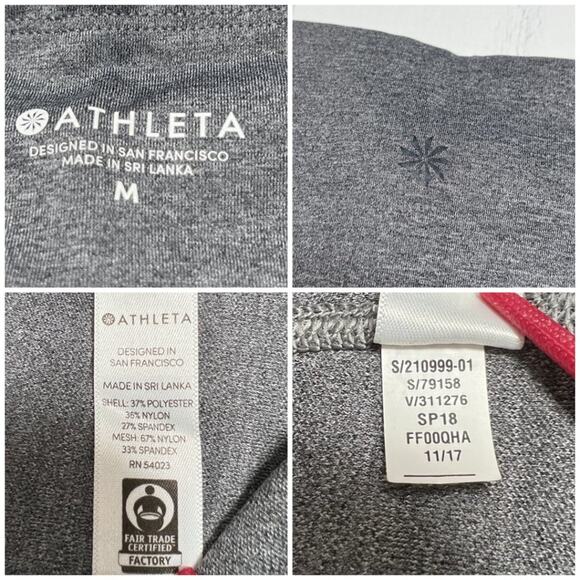 ATHLETA
DESIGNED IN SAN FRANCISCO
MADE IN SRI LANKA
M
ATHLETA
DESIGNED IN
SAN FRANCISCO
MADE IN SRI LANKA
SHELL: 37% POLYESTER
36% NYLON
27% SPANDEX
MESH: 67% NYLON
33% SPANDEX
RN 54023
FAIR TRADE
CERTIFIED™
FACTORY
S/210999-01
S/79158
V/311276
SP18
FF00QHA
11/17